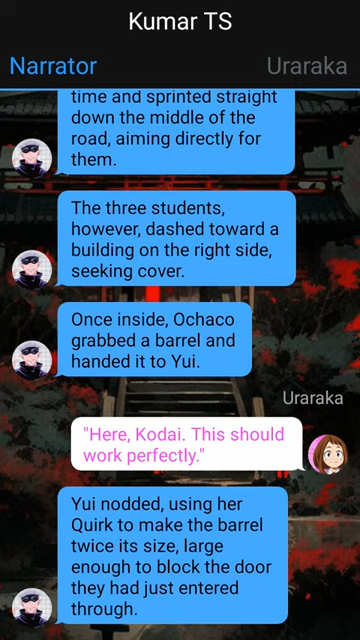 Kumar TS
Narrator
Uraraka
time and sprinted straight
down the middle of the
road, aiming directly for
them.
The three students,
however, dashed toward a
building on the right side,
seeking cover.
Once inside, Ochaco
grabbed a barrel and
handed it to Yui.
Uraraka
"Here, Kodai. This should
work perfectly."
Yui nodded, using her
Quirk to make the barrel
twice its size, large
enough to block the door
they had just entered
through.